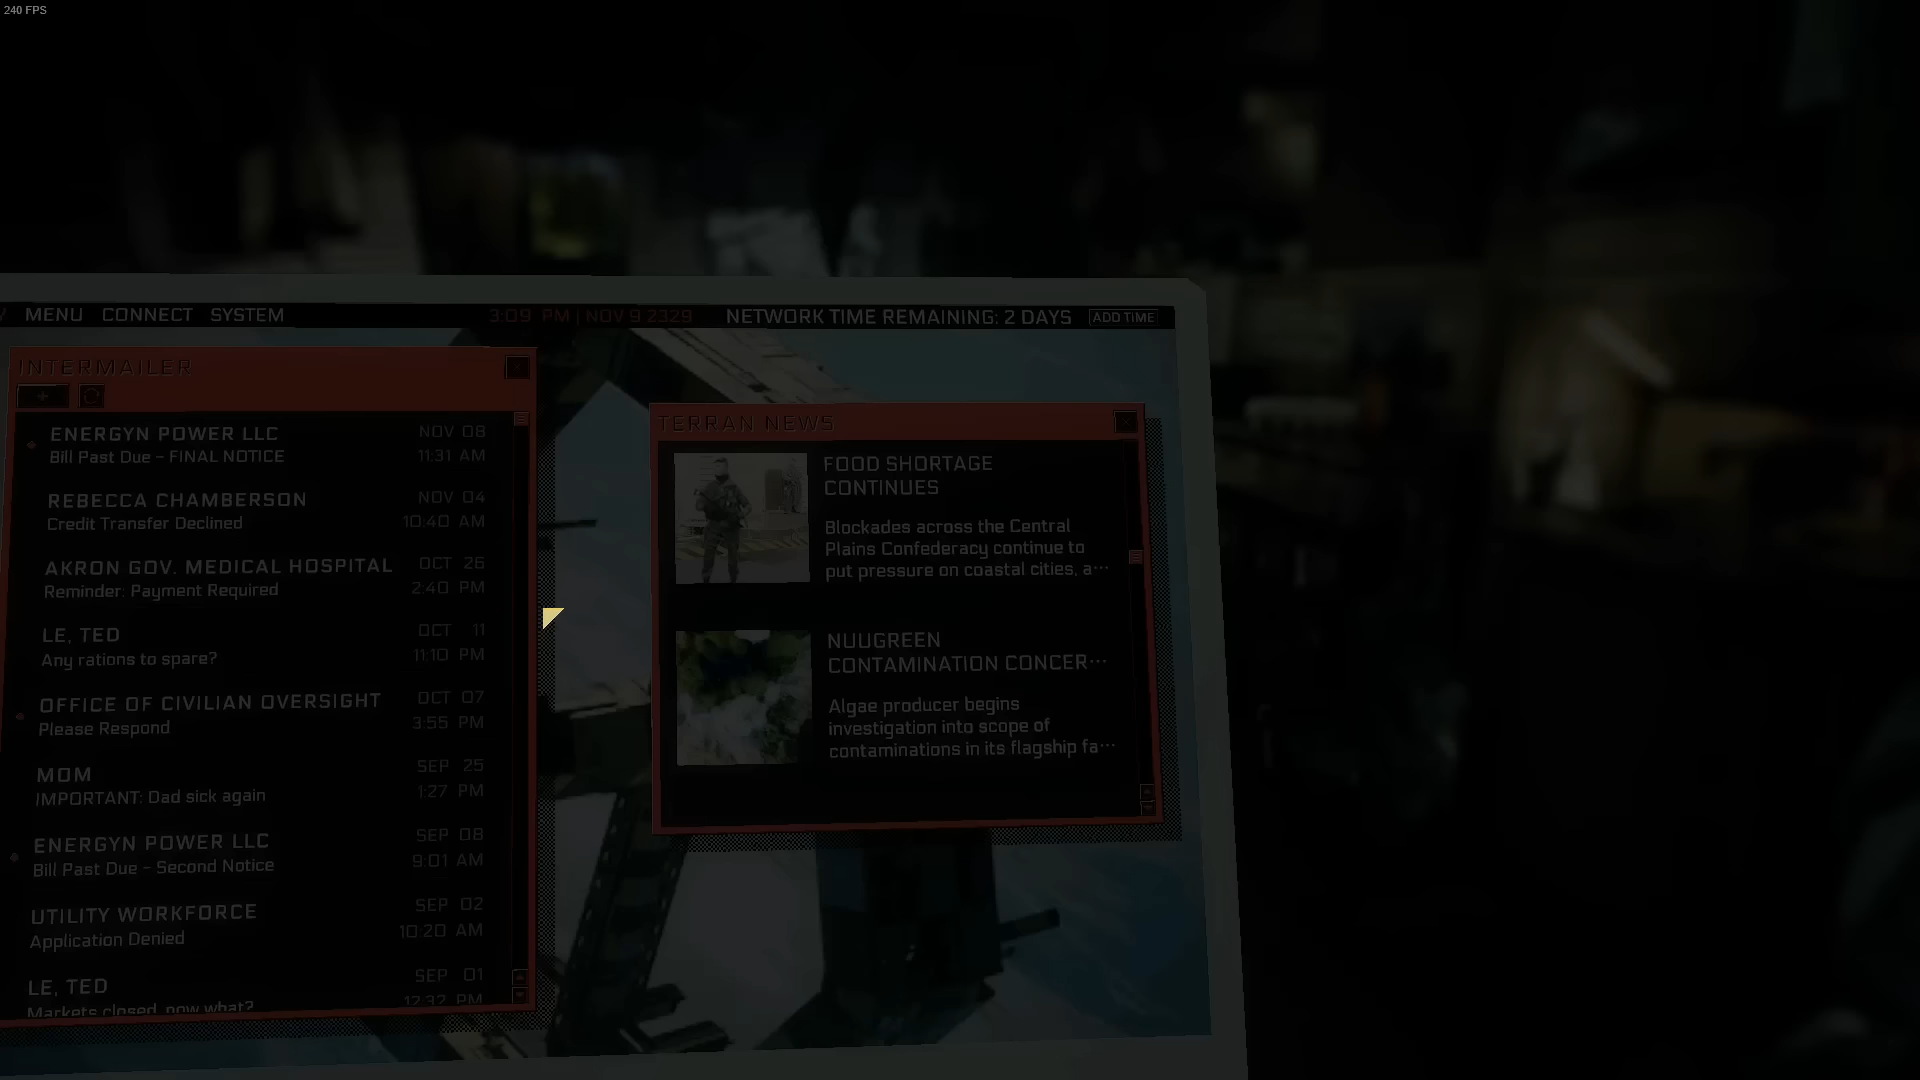 240 FPS
MENU CONNECT SYSTEM
3:09 PM | NOV 9 2329
NETWORK TIME REMAINING: 2 DAYS
ADD TIME
INTERMAILER
ENERGYN POWER LLC NOV 08
Bill Past Due - FINAL NOTICE 11:31 AM
REBECCA CHAMBERSON NOV 04
Credit Transfer Declined 10:40 AM
AKRON GOV. MEDICAL HOSPITAL OCT 26
Reminder: Payment Required 2:40 PM
LE, TED OCT 11
Any rations to spare? 11:10 PM
OFFICE OF CIVILIAN OVERSIGHT OCT 07
Please Respond 3:55 PM
MOM SEP 25
IMPORTANT: Dad sick again 1:27 PM
ENERGYN POWER LLC SEP 08
Bill Past Due - Second Notice 9:01 AM
UTILITY WORKFORCE SEP 02
Application Denied 10:20 AM
LE, TED SEP 01
Markets closed, now what? 12:32 PM
TERRAN NEWS
FOOD SHORTAGE
CONTINUES
Blockades across the Central
Plains Confederacy continue to
put pressure on coastal cities, a...
NUUGREEN
CONTAMINATION CONCER...
Algae producer begins
investigation into scope of
contaminations in its flagship fa...